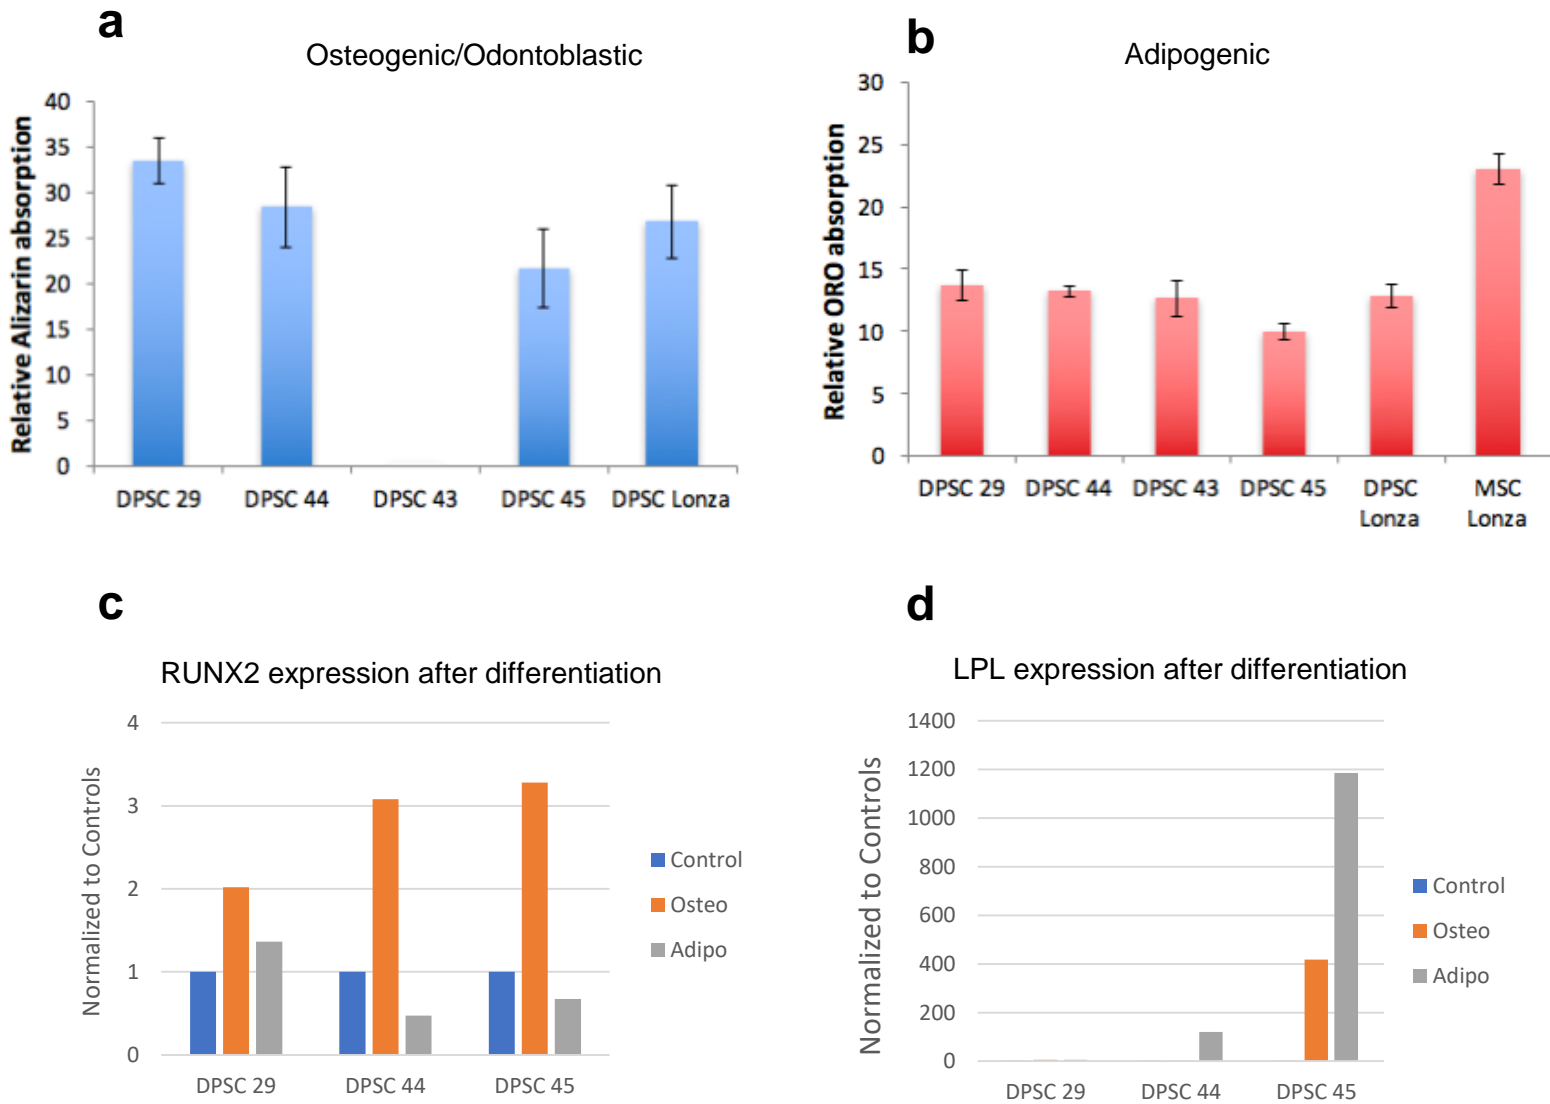 a
Osteogenic/Odontoblastic
Relative Alizarin absorption
40
35
30
25
20
15
10
5
0
DPSC 29 DPSC 44 DPSC 43 DPSC 45 DPSC Lonza
b
Adipogenic
Relative ORO absorption
30
25
20
15
10
5
0
DPSC 29 DPSC 44 DPSC 43 DPSC 45 DPSC MSC
Lonza Lonza
c
RUNX2 expression after differentiation
Normalized to Controls
4
3
2
1
0
DPSC 29 DPSC 44 DPSC 45
Control
Osteo
Adipo
d
LPL expression after differentiation
Normalized to Controls
1400
1200
1000
800
600
400
200
0
DPSC 29 DPSC 44 DPSC 45
Control
Osteo
Adipo